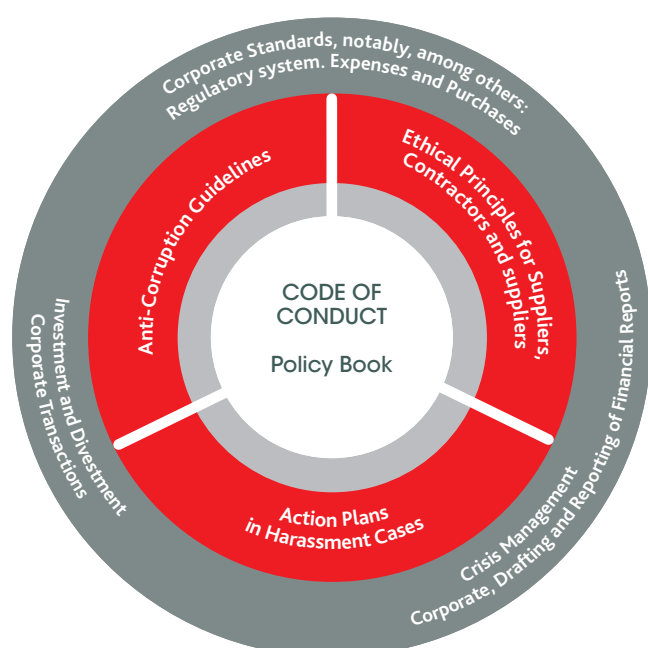 Corporate Standards, notably, among others:
Regulatory system. Expenses and Purchases
Anti-Corruption Guidelines
Ethical Principles for Suppliers,
Contractors and suppliers
CODE OF
CONDUCT
Policy Book
Investment and Divestment
Corporate Transactions
Action Plans
in Harassment Cases
Crisis Management
Corporate, Drafting and Reporting of Financial Reports